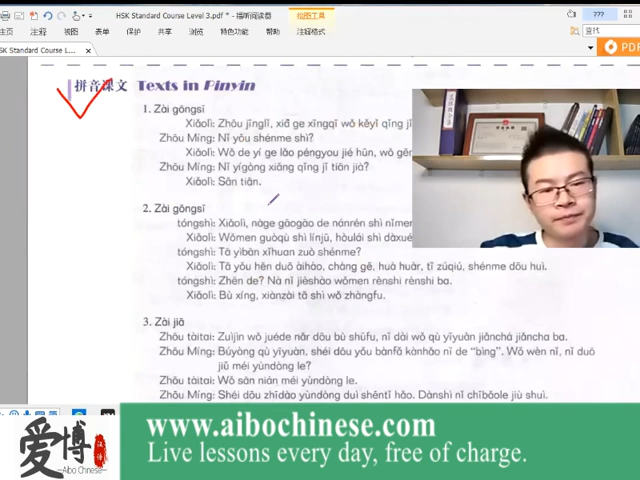 HSK Standard Course Level 3.pdf * - 福昕阅读器
绘图工具
???
主页 注释 视图 表单 保护 共享 浏览 特色功能 帮助 注释格式
查找
SK Standard Course L...
PDF
拼音课文 Texts in Pinyin
1. Zài gōngsī
Xiǎolì: Zhōu jīnglǐ, xià ge xīngqī wǒ kěyǐ qǐng jǐ
Zhōu Míng: Nǐ yǒu shénme shì?
Xiǎolì: Wǒ de yí ge lǎo péngyou jié hūn, wǒ gēn
Zhōu Míng: Nǐ yígòng xiǎng qǐng jǐ tiān jià?
Xiǎolì: Sān tiān.
2. Zài gōngsī
tóngshì: Xiǎolì, nàge gāogāo de nánrén shì nǐmen
Xiǎolì: Wǒmen guòqù shì línjū, hòulái shì dàxué
tóngshì: Tā yìbān xǐhuan zuò shénme?
Xiǎolì: Tā yǒu hěn duō àihào, chàng gē, huà huàr, tī zúqiú, shénme dōu huì.
tóngshì: Zhēn de? Nà nǐ jièshào wǒmen rènshi rènshi ba.
Xiǎolì: Bù xíng, xiànzài tā shì wǒ zhàngfu.
3. Zài jiā
Zhōu tàitai: Zuìjìn wǒ juéde nǎr dōu bù shūfu, nǐ dài wǒ qù yīyuàn jiǎnchá jiǎnchá ba.
Zhōu Míng: Búyòng qù yīyuàn, shéi dōu yǒu bànfǎ kànhǎo nǐ de "bìng". Wǒ wèn nǐ, nǐ duō
jiǔ méi yùndòng le?
Zhōu tàitai: Wǒ sān nián méi yùndòng le.
Zhōu Míng: Shéi dōu zhīdào yùndòng duì shēntǐ hǎo. Dànshì nǐ chībǎole jiù shuì.
爱博
汉语
Aibo Chinese
www.aibochinese.com
Live lessons every day, free of charge.